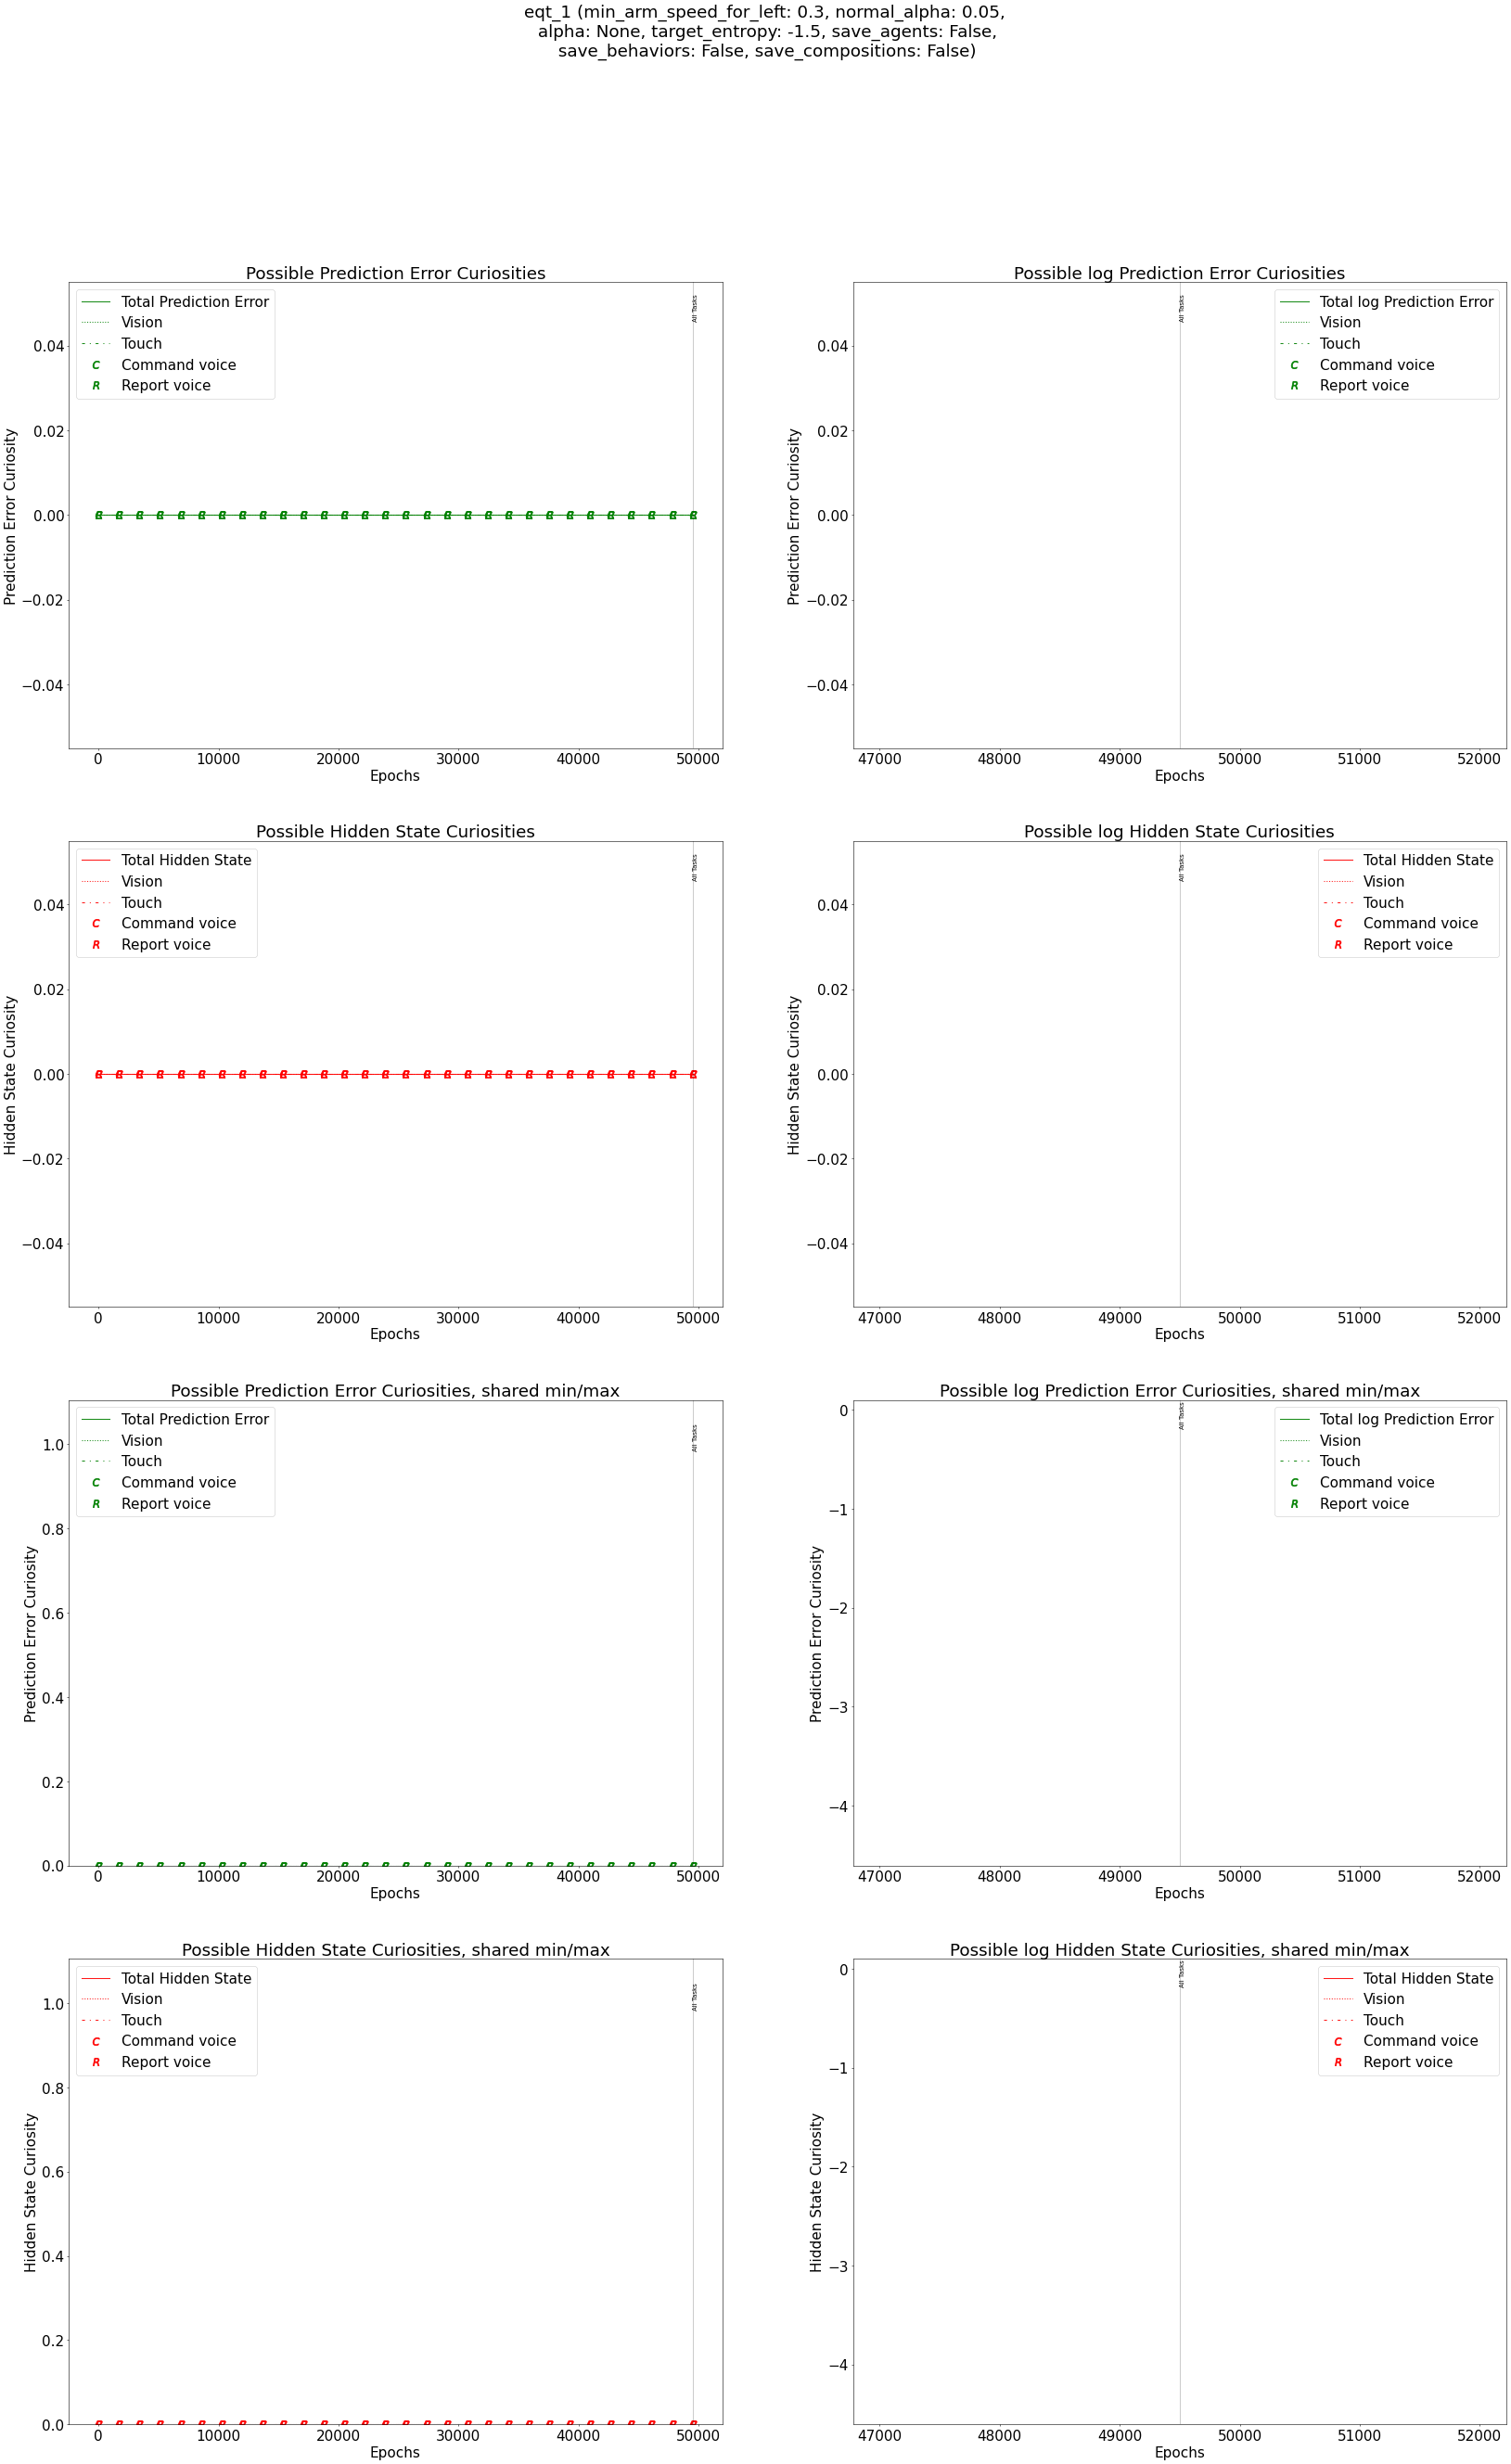 eqt_1 (min_arm_speed_for_left: 0.3, normal_alpha: 0.05,
alpha: None, target_entropy: -1.5, save_agents: False,
save_behaviors: False, save_compositions: False)
Possible Prediction Error Curiosities
Total Prediction Error
Vision
Touch
C Command voice
R Report voice
All Tasks
Prediction Error Curiosity
0.04
0.02
0.00
−0.02
−0.04
0 10000 20000 30000 40000 50000
Epochs
Possible log Prediction Error Curiosities
Total log Prediction Error
Vision
Touch
C Command voice
R Report voice
All Tasks
Prediction Error Curiosity
0.04
0.02
0.00
−0.02
−0.04
47000 48000 49000 50000 51000 52000
Epochs
Possible Hidden State Curiosities
Total Hidden State
Vision
Touch
C Command voice
R Report voice
All Tasks
Hidden State Curiosity
0.04
0.02
0.00
−0.02
−0.04
0 10000 20000 30000 40000 50000
Epochs
Possible log Hidden State Curiosities
Total Hidden State
Vision
Touch
C Command voice
R Report voice
All Tasks
Hidden State Curiosity
0.04
0.02
0.00
−0.02
−0.04
47000 48000 49000 50000 51000 52000
Epochs
Possible Prediction Error Curiosities, shared min/max
Total Prediction Error
Vision
Touch
C Command voice
R Report voice
All Tasks
Prediction Error Curiosity
1.0
0.8
0.6
0.4
0.2
0.0
0 10000 20000 30000 40000 50000
Epochs
Possible log Prediction Error Curiosities, shared min/max
Total log Prediction Error
Vision
Touch
C Command voice
R Report voice
All Tasks
Prediction Error Curiosity
0
−1
−2
−3
−4
47000 48000 49000 50000 51000 52000
Epochs
Possible Hidden State Curiosities, shared min/max
Total Hidden State
Vision
Touch
C Command voice
R Report voice
All Tasks
Hidden State Curiosity
1.0
0.8
0.6
0.4
0.2
0.0
0 10000 20000 30000 40000 50000
Epochs
Possible log Hidden State Curiosities, shared min/max
Total Hidden State
Vision
Touch
C Command voice
R Report voice
All Tasks
Hidden State Curiosity
0
−1
−2
−3
−4
47000 48000 49000 50000 51000 52000
Epochs